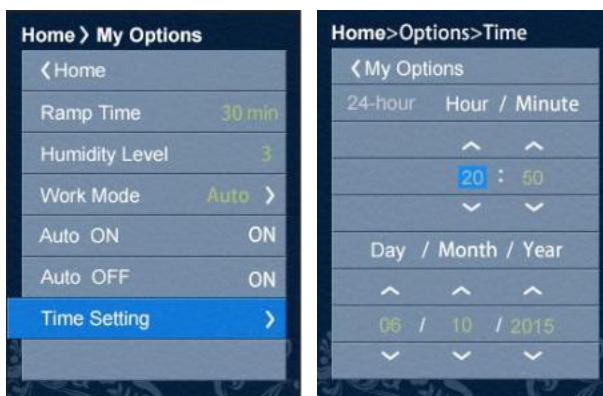 Home > My Options
< Home
Ramp Time 30 min
Humidity Level 3
Work Mode Auto >
Auto ON ON
Auto OFF ON
Time Setting >
Home>Options>Time
< My Options
24-hour Hour / Minute
20 : 50
Day / Month / Year
06 / 10 / 2015